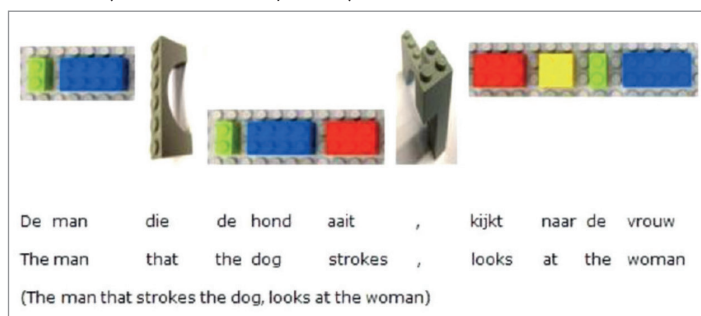 De man die de hond aait , kijkt naar de vrouw
The man that the dog strokes , looks at the woman
(The man that strokes the dog, looks at the woman)